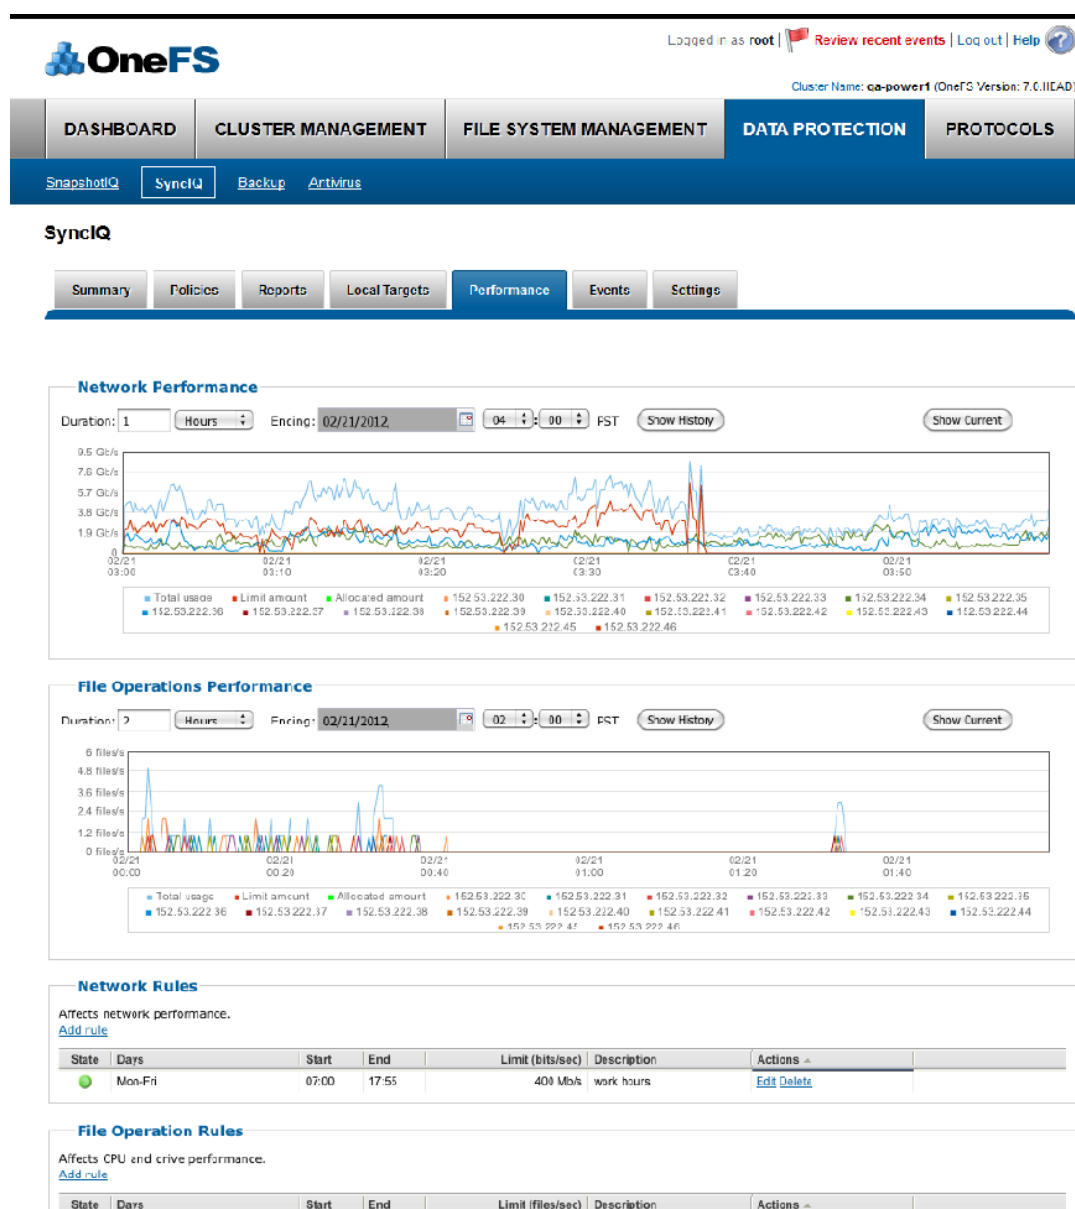 OneFS
Logged in as root | Review recent events | Log out | Help
Cluster Name: qa-power1 (OneFS Version: 7.0.HEAD)
DASHBOARD CLUSTER MANAGEMENT FILE SYSTEM MANAGEMENT DATA PROTECTION PROTOCOLS
SnapshotIQ SyncIQ Backup Antivirus
SyncIQ
Summary Policies Reports Local Targets Performance Events Settings
Network Performance
Duration: 1 Hours Ending: 02/21/2012 04 : 00 PST Show History Show Current
9.5 Gb/s
7.6 Gb/s
5.7 Gb/s
3.8 Gb/s
1.9 Gb/s
0
02/21 02/21 02/21 02/21 02/21 02/21
03:00 03:10 03:20 03:30 03:40 03:50
Total usage Limit amount Allocated amount 152.53.222.30 152.53.222.31 152.53.222.32 152.53.222.33 152.53.222.34 152.53.222.35
152.53.222.36 152.53.222.37 152.53.222.38 152.53.222.39 152.53.222.40 152.53.222.41 152.53.222.42 152.53.222.43 152.53.222.44
152.53.222.45 152.53.222.46
File Operations Performance
Duration: 2 Hours Ending: 02/21/2012 02 : 00 PST Show History Show Current
6 files/s
4.8 files/s
3.6 files/s
2.4 files/s
1.2 files/s
0 files/s
02/21 02/21 02/21 02/21 02/21 02/21
00:00 00:20 00:40 01:00 01:20 01:40
Total usage Limit amount Allocated amount 152.53.222.30 152.53.222.31 152.53.222.32 152.53.222.33 152.53.222.34 152.53.222.35
152.53.222.36 152.53.222.37 152.53.222.38 152.53.222.39 152.53.222.40 152.53.222.41 152.53.222.42 152.53.222.43 152.53.222.44
152.53.222.45 152.53.222.46
Network Rules
Affects network performance.
Add rule
State Days Start End Limit (bits/sec) Description Actions
Mon-Fri 07:00 17:55 400 Mb/s work hours Edit Delete
File Operation Rules
Affects CPU and drive performance.
Add rule
State Days Start End Limit (files/sec) Description Actions